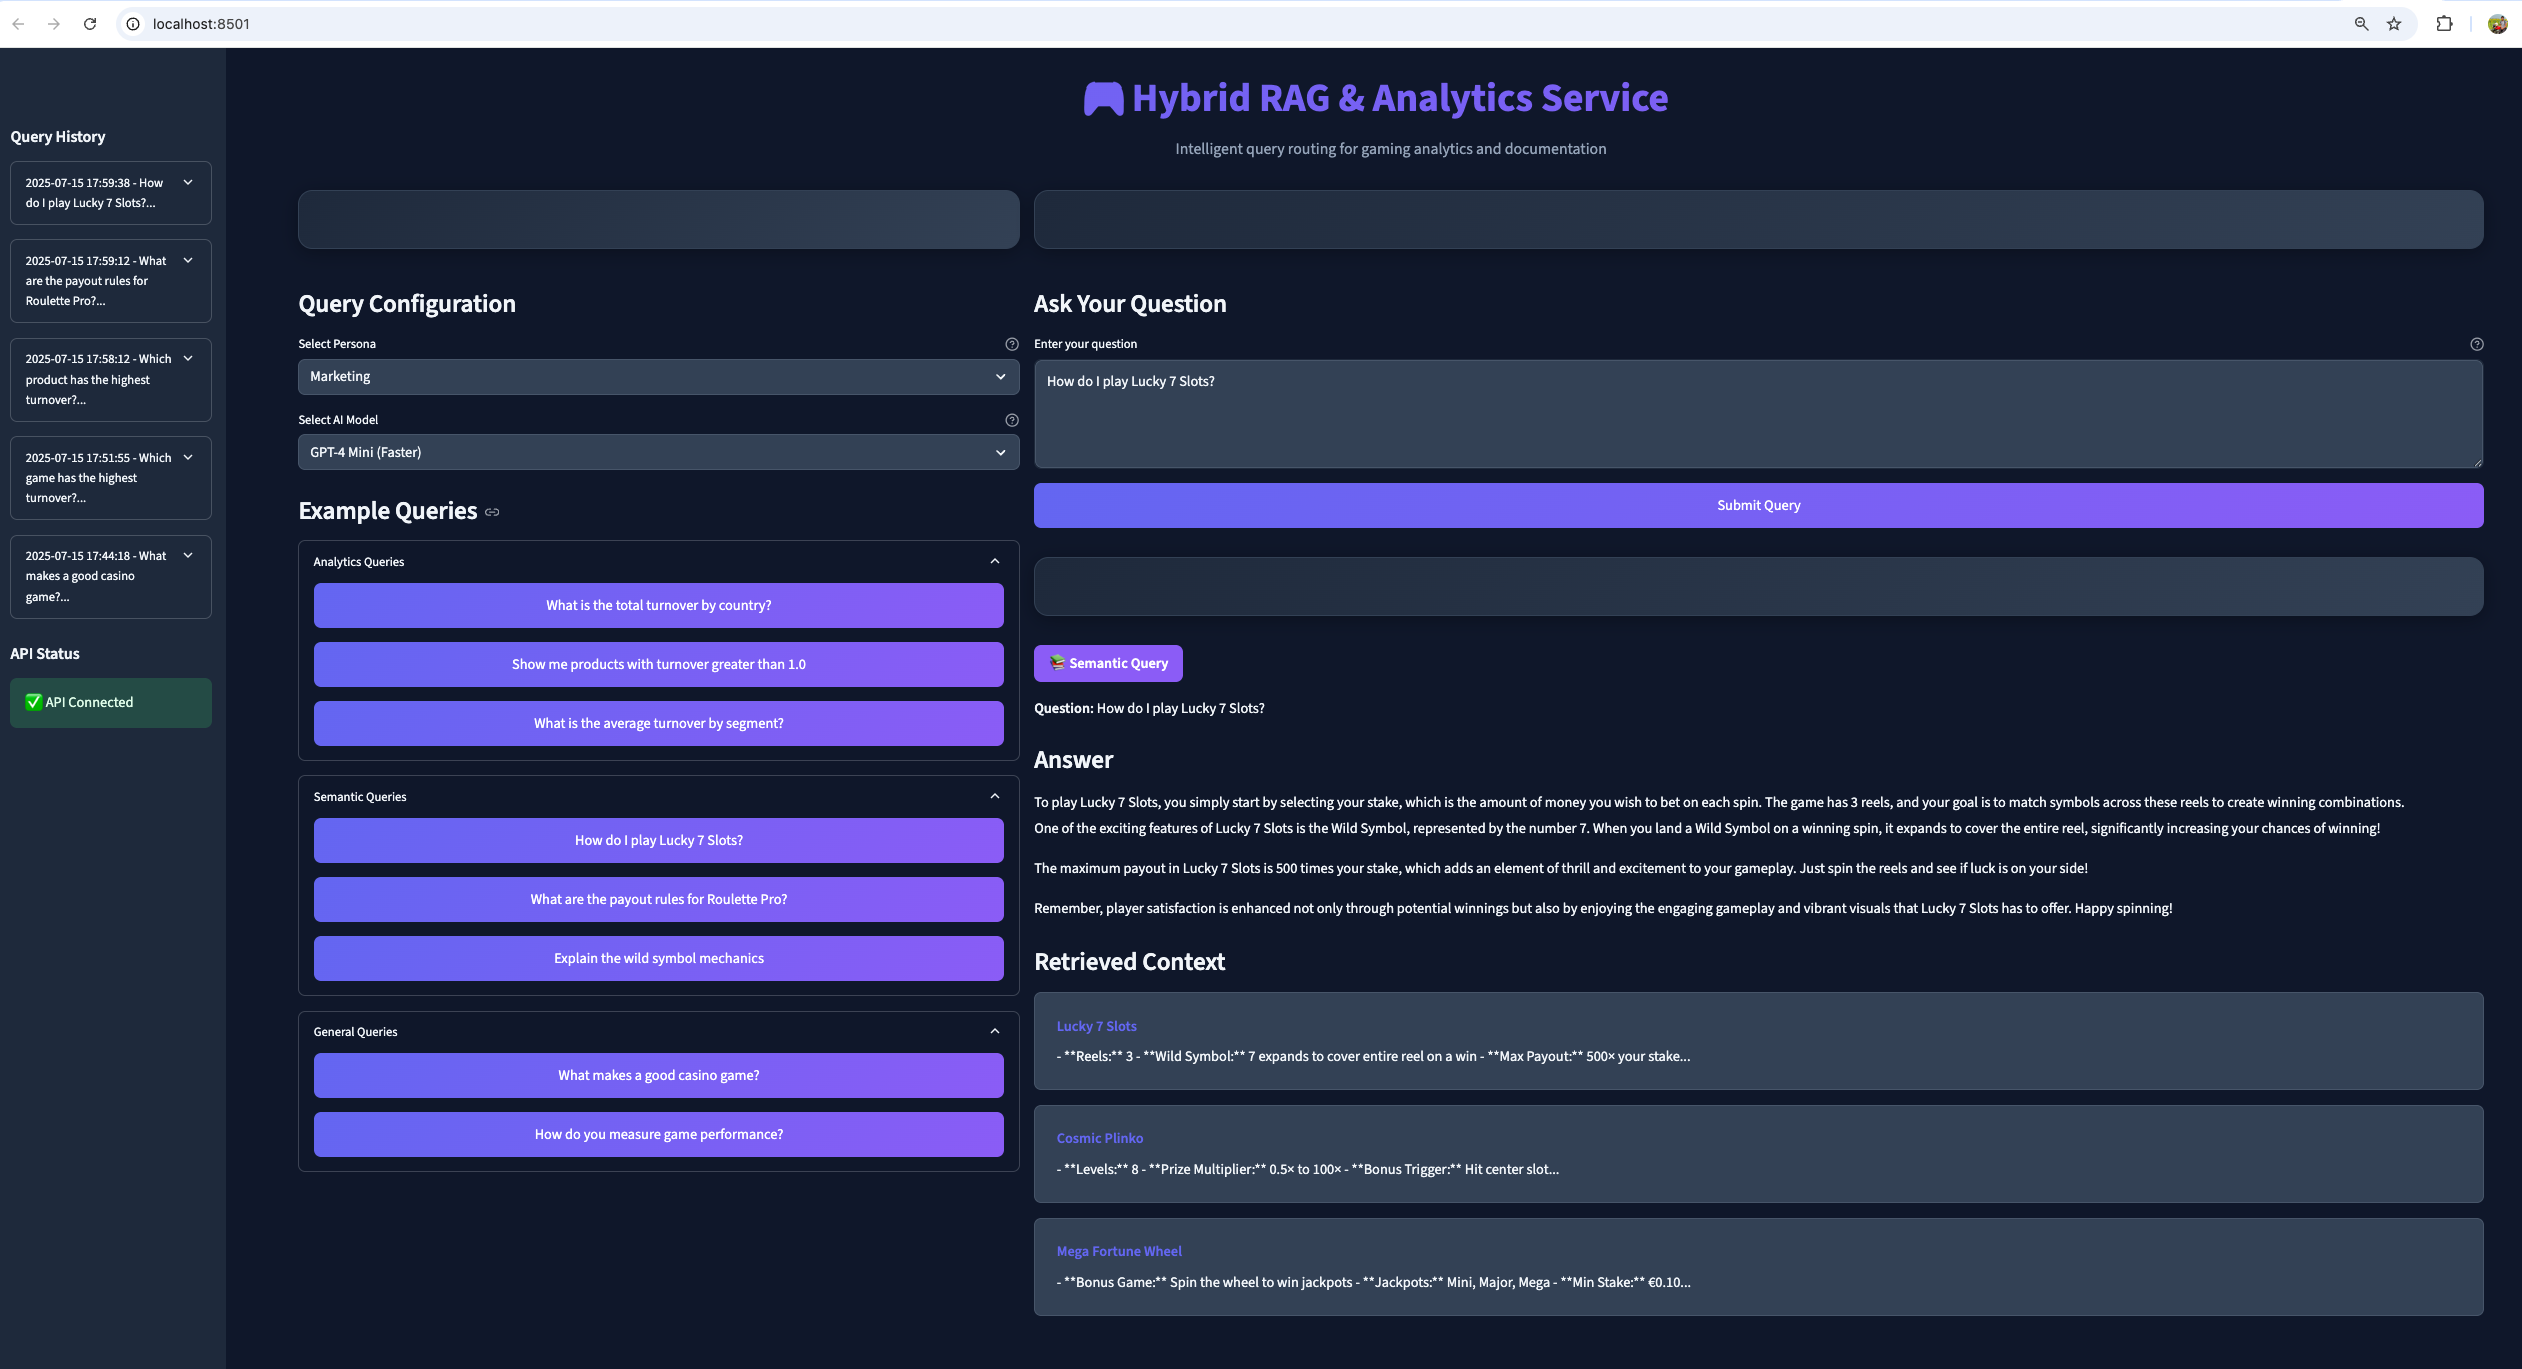 localhost:8501
Query History
2025-07-15 17:59:38 - How
do I play Lucky 7 Slots?...
2025-07-15 17:59:12 - What
are the payout rules for
Roulette Pro?...
2025-07-15 17:58:12 - Which
product has the highest
turnover?...
2025-07-15 17:51:55 - Which
game has the highest
turnover?...
2025-07-15 17:44:18 - What
makes a good casino
game?...
API Status
✅ API Connected
🎮 Hybrid RAG & Analytics Service
Intelligent query routing for gaming analytics and documentation
Query Configuration
Select Persona
Marketing
Select AI Model
GPT-4 Mini (Faster)
Example Queries
Analytics Queries
What is the total turnover by country?
Show me products with turnover greater than 1.0
What is the average turnover by segment?
Semantic Queries
How do I play Lucky 7 Slots?
What are the payout rules for Roulette Pro?
Explain the wild symbol mechanics
General Queries
What makes a good casino game?
How do you measure game performance?
Ask Your Question
Enter your question
How do I play Lucky 7 Slots?
Submit Query
📚 Semantic Query
Question: How do I play Lucky 7 Slots?
Answer
To play Lucky 7 Slots, you simply start by selecting your stake, which is the amount of money you wish to bet on each spin. The game has 3 reels, and your goal is to match symbols across these reels to create winning combinations.
One of the exciting features of Lucky 7 Slots is the Wild Symbol, represented by the number 7. When you land a Wild Symbol on a winning spin, it expands to cover the entire reel, significantly increasing your chances of winning!
The maximum payout in Lucky 7 Slots is 500 times your stake, which adds an element of thrill and excitement to your gameplay. Just spin the reels and see if luck is on your side!
Remember, player satisfaction is enhanced not only through potential winnings but also by enjoying the engaging gameplay and vibrant visuals that Lucky 7 Slots has to offer. Happy spinning!
Retrieved Context
Lucky 7 Slots
- **Reels:** 3 - **Wild Symbol:** 7 expands to cover entire reel on a win - **Max Payout:** 500× your stake...
Cosmic Plinko
- **Levels:** 8 - **Prize Multiplier:** 0.5× to 100× - **Bonus Trigger:** Hit center slot...
Mega Fortune Wheel
- **Bonus Game:** Spin the wheel to win jackpots - **Jackpots:** Mini, Major, Mega - **Min Stake:** €0.10...